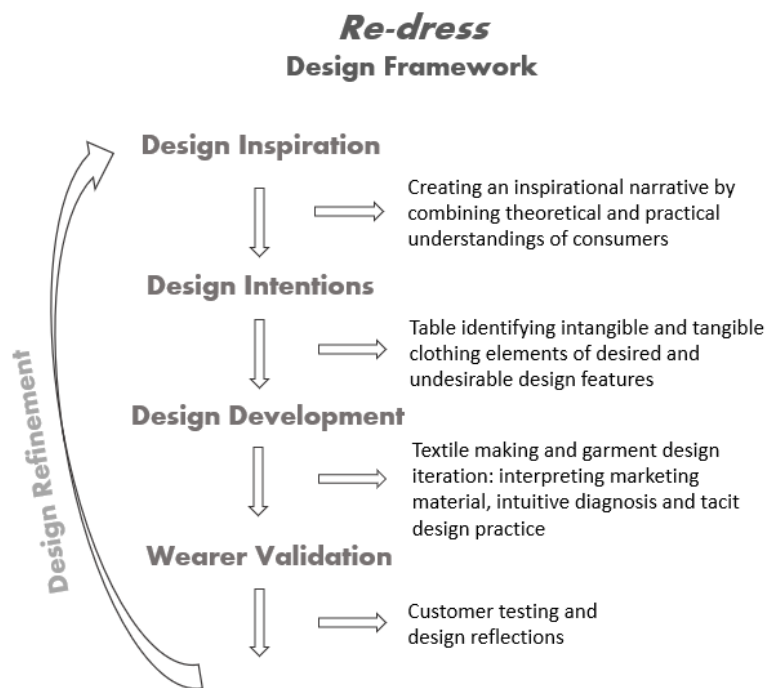 Re-dress
Design Framework
Design Inspiration
Creating an inspirational narrative by
combining theoretical and practical
understandings of consumers
Design Intentions
Table identifying intangible and tangible
clothing elements of desired and
undesirable design features
Design Development
Textile making and garment design
iteration: interpreting marketing
material, intuitive diagnosis and tacit
design practice
Wearer Validation
Customer testing and
design reflections
Design Refinement